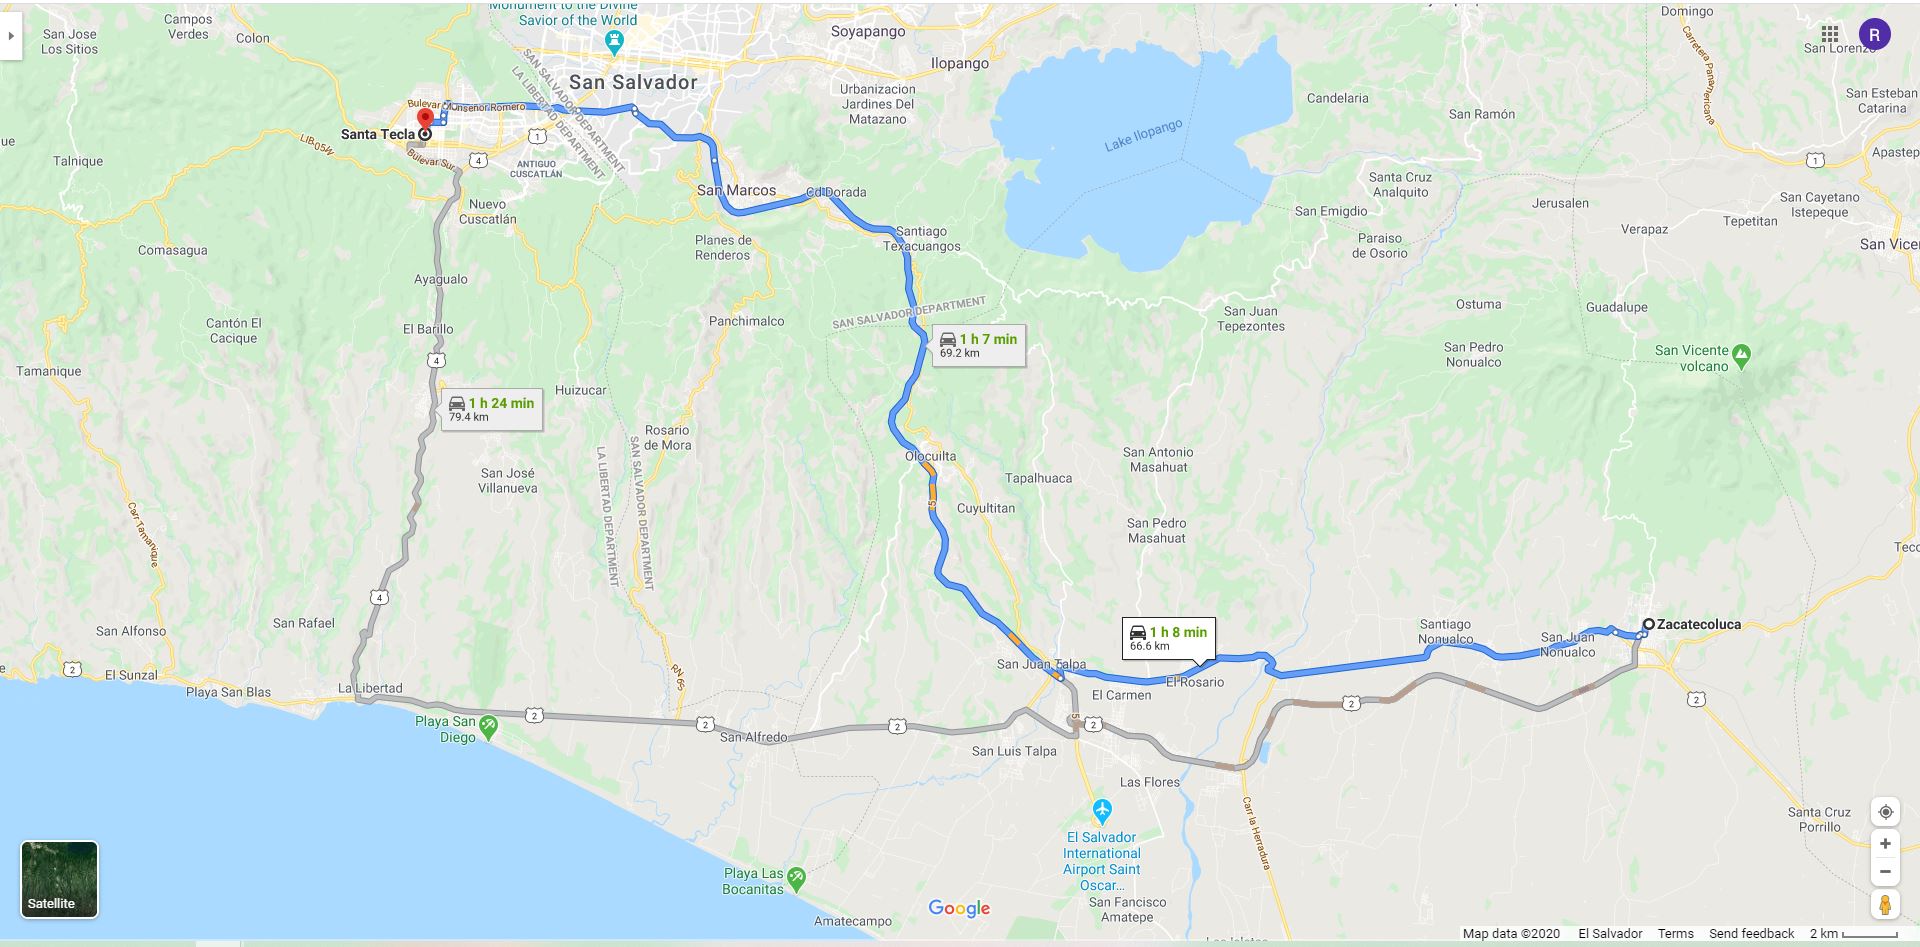 Monument to the Divine
Savior of the World
San Jose
Los Sitios
Campos
Verdes
Colon
Soyapango
Domingo
San Lorenzo
R
Ilopango
San Salvador
Urbanizacion
Jardines Del
Matazano
Candelaria
San Ramón
San Esteban
Catarina
Carretera Panamericana
SAN SALVADOR DEPARTMENT
LA LIBERTAD DEPARTMENT
Bulevar Monseñor Romero
Santa Tecla
Bulevar Sur
LIB-05W
1
4
ANTIGUO
CUSCATLÁN
Talnique
Lake Ilopango
1
Apastep
San Marcos
Cd Dorada
Santa Cruz
Analquito
Jerusalen
San Cayetano
Istepeque
Tepetitan
Nuevo
Cuscatlán
San Emigdio
Verapaz
Santiago
Texacuangos
Planes de
Renderos
Paraiso
de Osorio
San Vicen
Comasagua
Ayagualo
SAN SALVADOR DEPARTMENT
Ostuma
Guadalupe
San Juan
Tepezontes
Panchimalco
Cantón El
Cacique
El Barillo
1 h 7 min
69.2 km
San Pedro
Nonualco
San Vicente
volcano
4
Tamanique
Huizucar
1 h 24 min
79.4 km
Rosario
de Mora
Olocuilta
San Antonio
Masahuat
San José
Villanueva
Tapalhuaca
LA LIBERTAD DEPARTMENT
SAN SALVADOR DEPARTMENT
5
Cuyultitan
San Pedro
Masahuat
Carr Tamanique
Teco
4
San Rafael
San Alfonso
1 h 8 min
66.6 km
Santiago
Nonualco
San Juan
Nonualco
Zacatecoluca
2
El Sunzal
RN-6S
San Juan Talpa
El Rosario
El Carmen
Playa San Blas
La Libertad
2
2
2
2
2
5
2
Playa San
Diego
San Alfredo
San Luis Talpa
Las Flores
Carr la Herradura
Santa Cruz
Porrillo
El Salvador
International
Airport Saint
Oscar...
Playa Las
Bocanitas
Amatecampo
San Fancisco
Amatepe
Satellite
Google
Map data ©2020 El Salvador Terms Send feedback 2 km